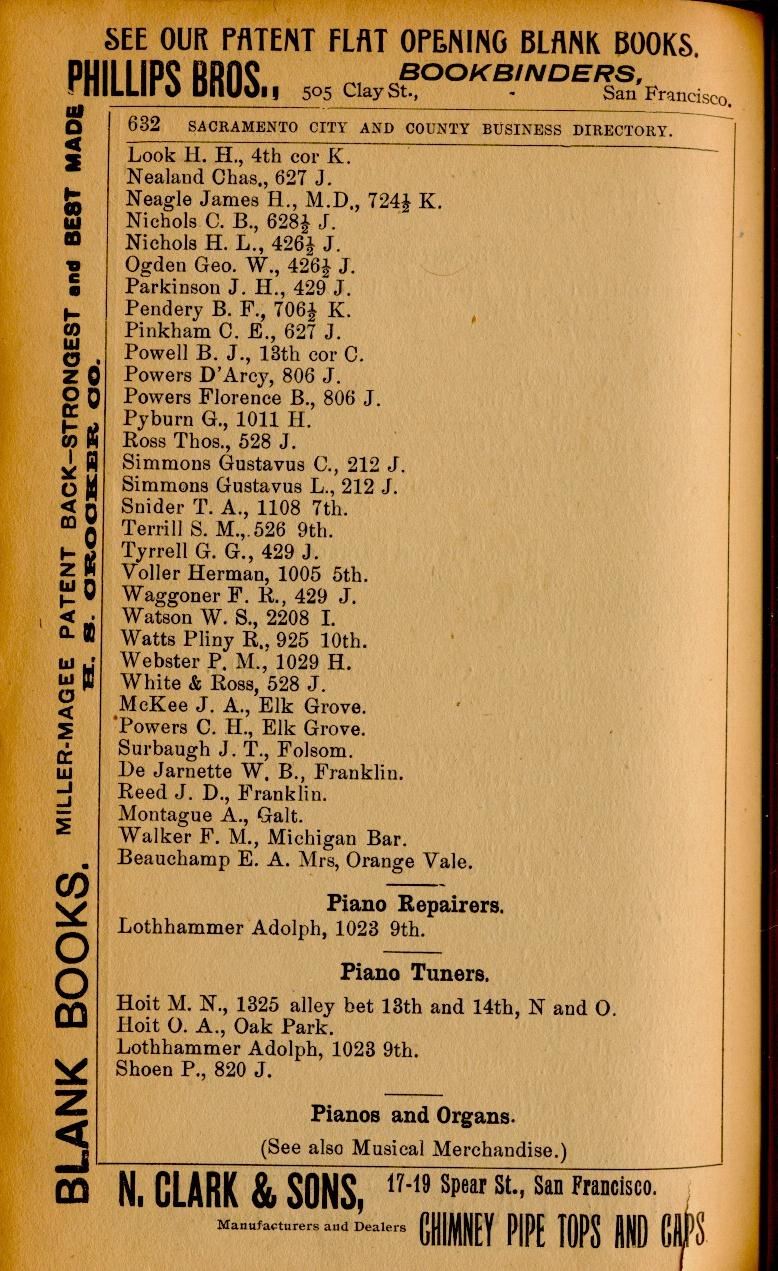 SEE OUR PATENT FLAT OPENING BLANK BOOKS.
PHILLIPS BROS., 505 Clay St., BOOKBINDERS, San Francisco.
BLANK BOOKS. MILLER-MAGEE PATENT BACK—STRONGEST and BEST MADE
H. S. CROCKER CO.
632 SACRAMENTO CITY AND COUNTY BUSINESS DIRECTORY.
Look H. H., 4th cor K.
Nealand Chas., 627 J.
Neagle James H., M.D., 724½ K.
Nichols C. B., 628½ J.
Nichols H. L., 426½ J.
Ogden Geo. W., 426½ J.
Parkinson J. H., 429 J.
Pendery B. F., 706½ K.
Pinkham C. E., 627 J.
Powell B. J., 13th cor C.
Powers D'Arcy, 806 J.
Powers Florence B., 806 J.
Pyburn G., 1011 H.
Ross Thos., 528 J.
Simmons Gustavus C., 212 J.
Simmons Gustavus L., 212 J.
Snider T. A., 1108 7th.
Terrill S. M., 526 9th.
Tyrrell G. G., 429 J.
Voller Herman, 1005 5th.
Waggoner F. R., 429 J.
Watson W. S., 2208 I.
Watts Pliny R., 925 10th.
Webster P. M., 1029 H.
White & Ross, 528 J.
McKee J. A., Elk Grove.
Powers C. H., Elk Grove.
Surbaugh J. T., Folsom.
De Jarnette W. B., Franklin.
Reed J. D., Franklin.
Montague A., Galt.
Walker F. M., Michigan Bar.
Beauchamp E. A. Mrs, Orange Vale.
Piano Repairers.
Lothhammer Adolph, 1023 9th.
Piano Tuners.
Hoit M. N., 1325 alley bet 13th and 14th, N and O.
Hoit O. A., Oak Park.
Lothhammer Adolph, 1023 9th.
Shoen P., 820 J.
Pianos and Organs.
(See also Musical Merchandise.)
N. CLARK & SONS, 17-19 Spear St., San Francisco.
Manufacturers and Dealers CHIMNEY PIPE TOPS AND CAPS